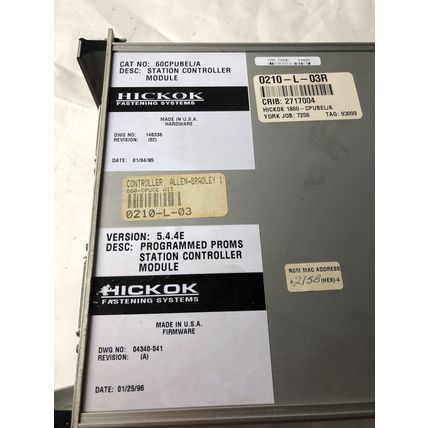 CAT NO: 60CPUBEL/A
DESC: STATION CONTROLLER
MODULE
HICKOK
FASTENING SYSTEMS
MADE IN U.S.A.
HARDWARE
DWG NO: 146336
REVISION: (02)
DATE: 01/04/95
0210-L-03R
CRIB: 2717004
HICKOK 1860-CPUBEL/A
YORK JOB: 7256 TAG: 93099
CONTROLLER ALLEN-BRADLEY 1
0210-L-03
VERSION: 5.4.4E
DESC: PROGRAMMED PROMS
STATION CONTROLLER
MODULE
HICKOK
FASTENING SYSTEMS
MADE IN U.S.A.
FIRMWARE
DWG NO: 04340-041
REVISION: (A)
DATE: 01/25/96
ROM MAC ADDRESS
(HEX)-4